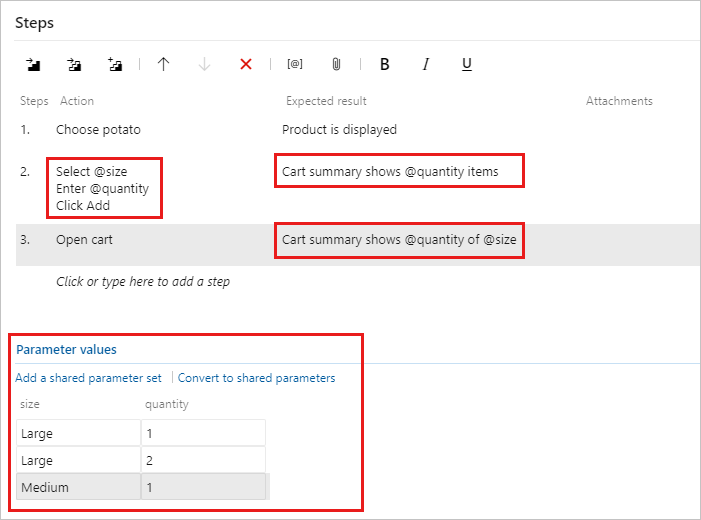 Steps
[@] B I U
Steps Action Expected result Attachments
1. Choose potato Product is displayed
2. Select @size Cart summary shows @quantity items
Enter @quantity
Click Add
3. Open cart Cart summary shows @quantity of @size
Click or type here to add a step
Parameter values
Add a shared parameter set | Convert to shared parameters
size quantity
Large 1
Large 2
Medium 1